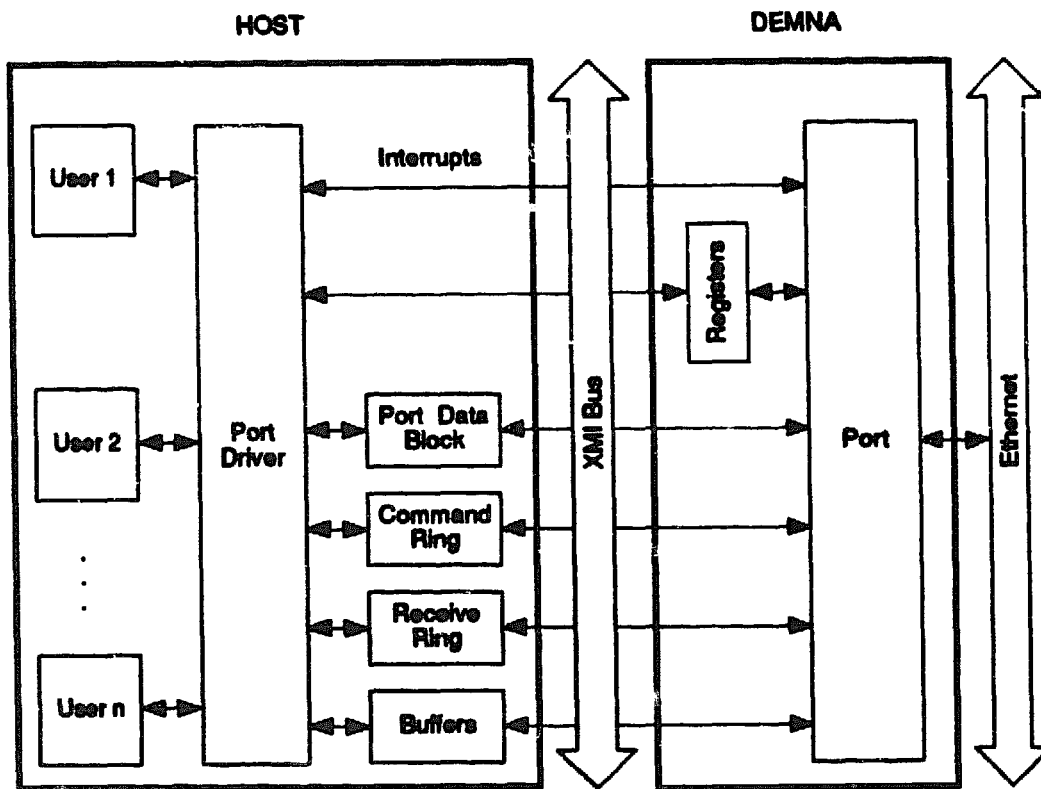 HOST
DEMNA
User 1
Interrupts
Registers
User 2
Port
Driver
Port Data
Block
XMI Bus
Port
Ethernet
Command
Ring
Receive
Ring
User n
Buffers